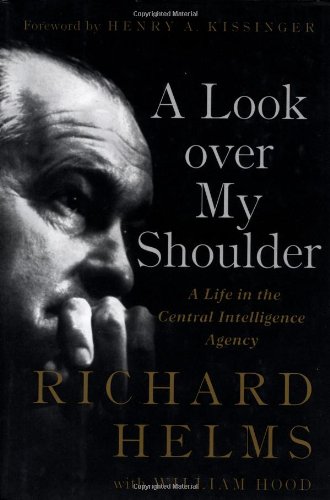 Foreword by HENRY A. KISSINGER
A Look
over
My
Shoulder
A Life in the
Central Intelligence
Agency
RICHARD
HELMS
with WILLIAM HOOD